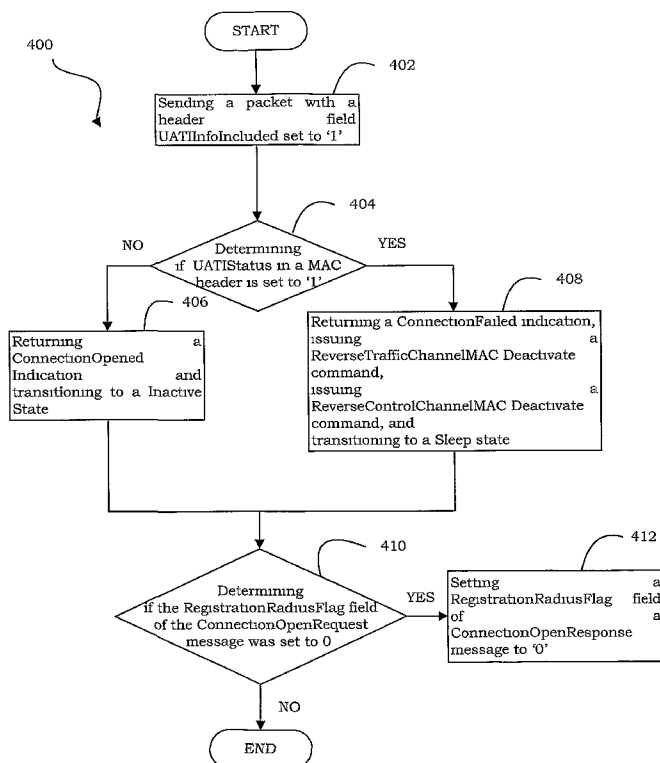 START
400
402
Sending a packet with a
header field
UATIInfoIncluded set to '1'
404
NO
YES
Determining
if UATIStatus in a MAC
header is set to '1'
406
408
Returning a
ConnectionOpened
Indication and
transitioning to a Inactive
State
Returning a ConnectionFailed indication,
issuing a
ReverseTrafficChannelMAC Deactivate
command,
issuing a
ReverseControlChannelMAC Deactivate
command, and
transitioning to a Sleep state
410
412
Determining
if the RegistrationRadiusFlag field
of the ConnectionOpenRequest
message was set to 0
YES
Setting a
RegistrationRadiusFlag field
of a
ConnectionOpenResponse
message to '0'
NO
END